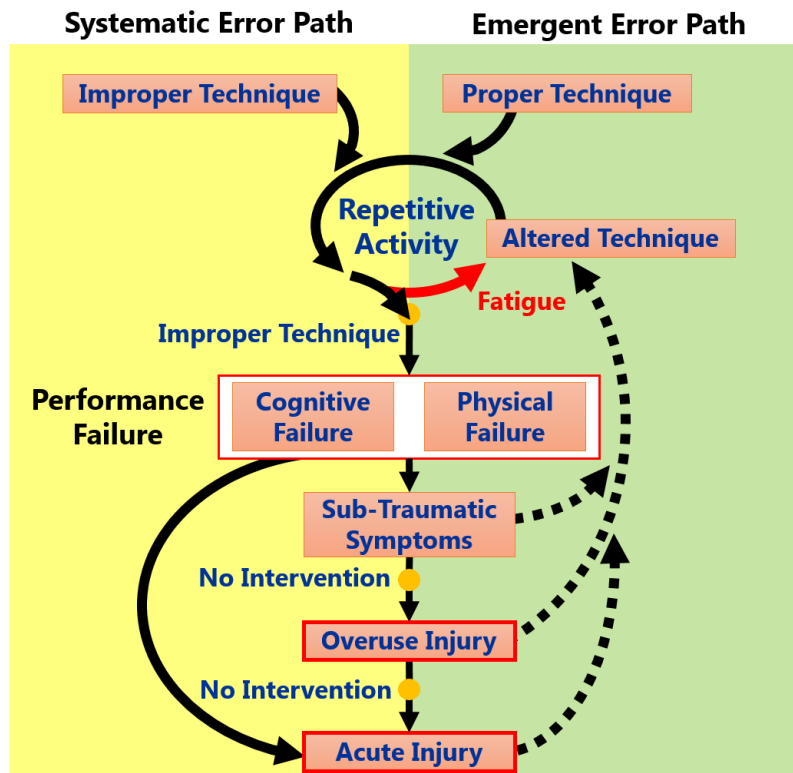 Systematic Error Path
Emergent Error Path
Improper Technique
Proper Technique
Repetitive
Activity
Altered Technique
Fatigue
Improper Technique
Performance
Failure
Cognitive
Failure
Physical
Failure
Sub-Traumatic
Symptoms
No Intervention
Overuse Injury
No Intervention
Acute Injury